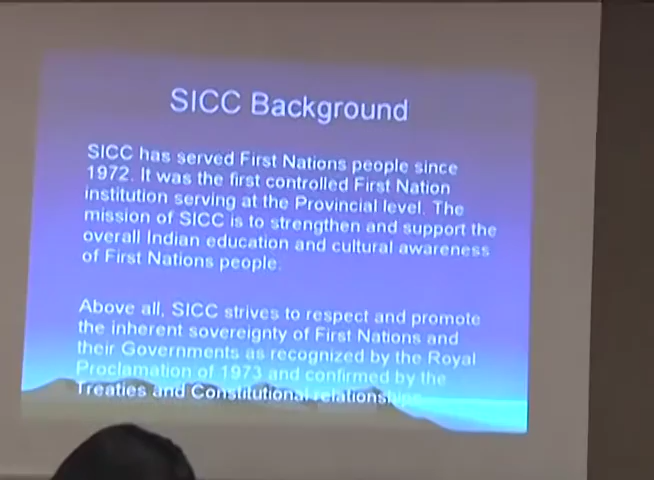 SICC Background
SICC has served First Nations people since
1972. It was the first controlled First Nation
institution serving at the Provincial level. The
mission of SICC is to strengthen and support the
overall Indian education and cultural awareness
of First Nations people.
Above all, SICC strives to respect and promote
the inherent sovereignty of First Nations and
their Governments as recognized by the Royal
Proclamation of 1973 and confirmed by the
Treaties and Constitutional relationships.